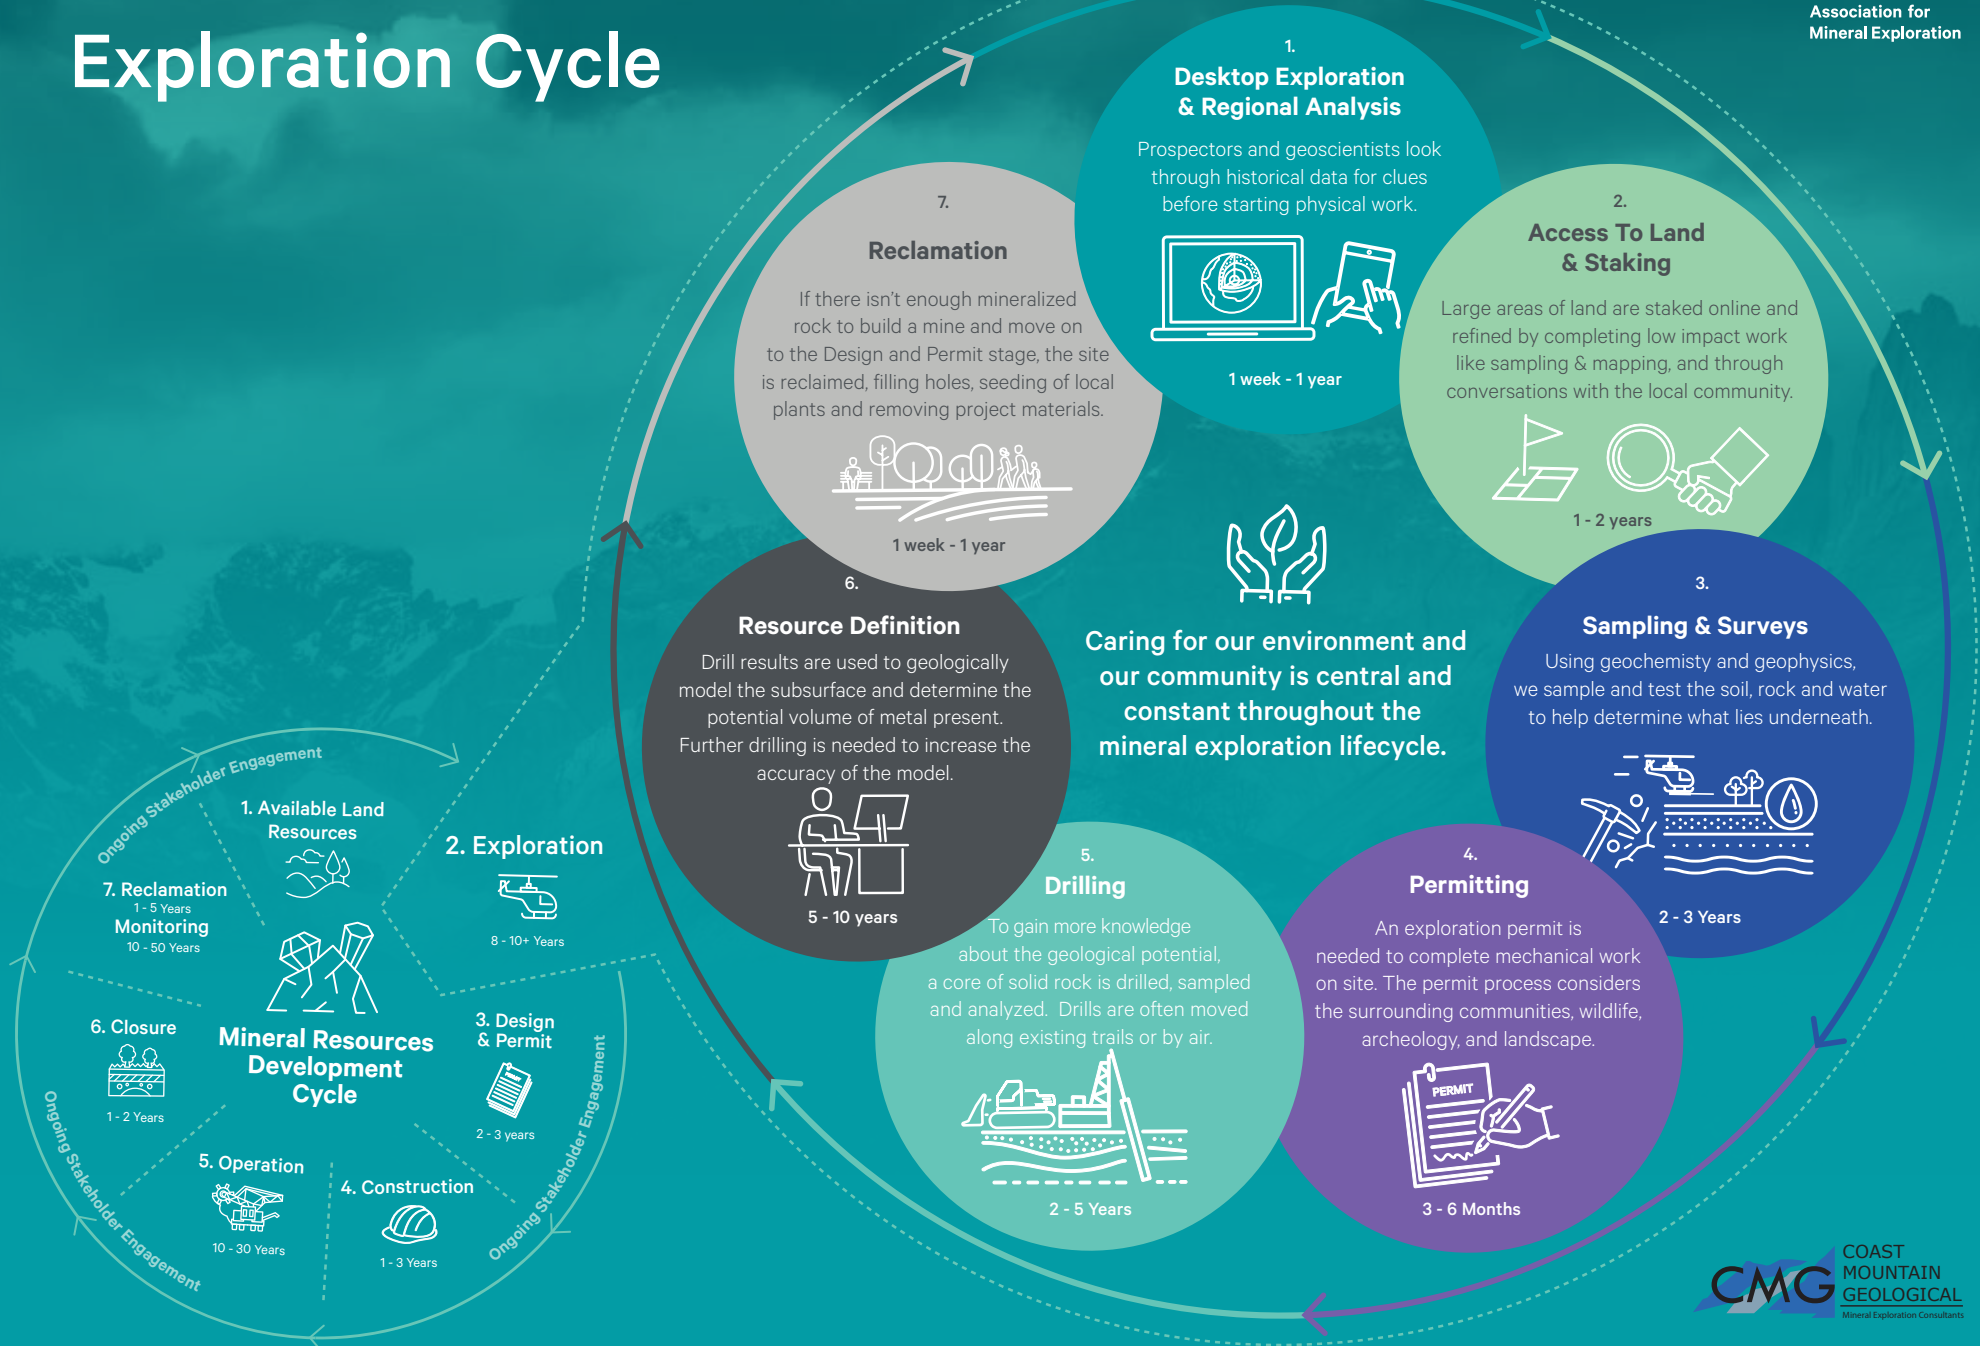 Exploration Cycle
Association for
Mineral Exploration
1.
Desktop Exploration
& Regional Analysis
Prospectors and geoscientists look
through historical data for clues
before starting physical work.
1 week - 1 year
2.
Access To Land
& Staking
Large areas of land are staked online and
refined by completing low impact work
like sampling & mapping, and through
conversations with the local community.
1 - 2 years
3.
Sampling & Surveys
Using geochemisty and geophysics,
we sample and test the soil, rock and water
to help determine what lies underneath.
2 - 3 Years
4.
Permitting
An exploration permit is
needed to complete mechanical work
on site. The permit process considers
the surrounding communities, wildlife,
archeology, and landscape.
PERMIT
3 - 6 Months
5.
Drilling
To gain more knowledge
about the geological potential,
a core of solid rock is drilled, sampled
and analyzed. Drills are often moved
along existing trails or by air.
2 - 5 Years
6.
Resource Definition
Drill results are used to geologically
model the subsurface and determine the
potential volume of metal present.
Further drilling is needed to increase the
accuracy of the model.
5 - 10 years
7.
Reclamation
If there isn't enough mineralized
rock to build a mine and move on
to the Design and Permit stage, the site
is reclaimed, filling holes, seeding of local
plants and removing project materials.
1 week - 1 year
Caring for our environment and
our community is central and
constant throughout the
mineral exploration lifecycle.
Mineral Resources
Development
Cycle
1. Available Land
Resources
2. Exploration
8 - 10+ Years
3. Design
& Permit
PERMIT
2 - 3 years
4. Construction
1 - 3 Years
5. Operation
10 - 30 Years
6. Closure
1 - 2 Years
7. Reclamation
1 - 5 Years
Monitoring
10 - 50 Years
Ongoing Stakeholder Engagement
Ongoing Stakeholder Engagement
Ongoing Stakeholder Engagement
CMG
COAST
MOUNTAIN
GEOLOGICAL
Mineral Exploration Consultants